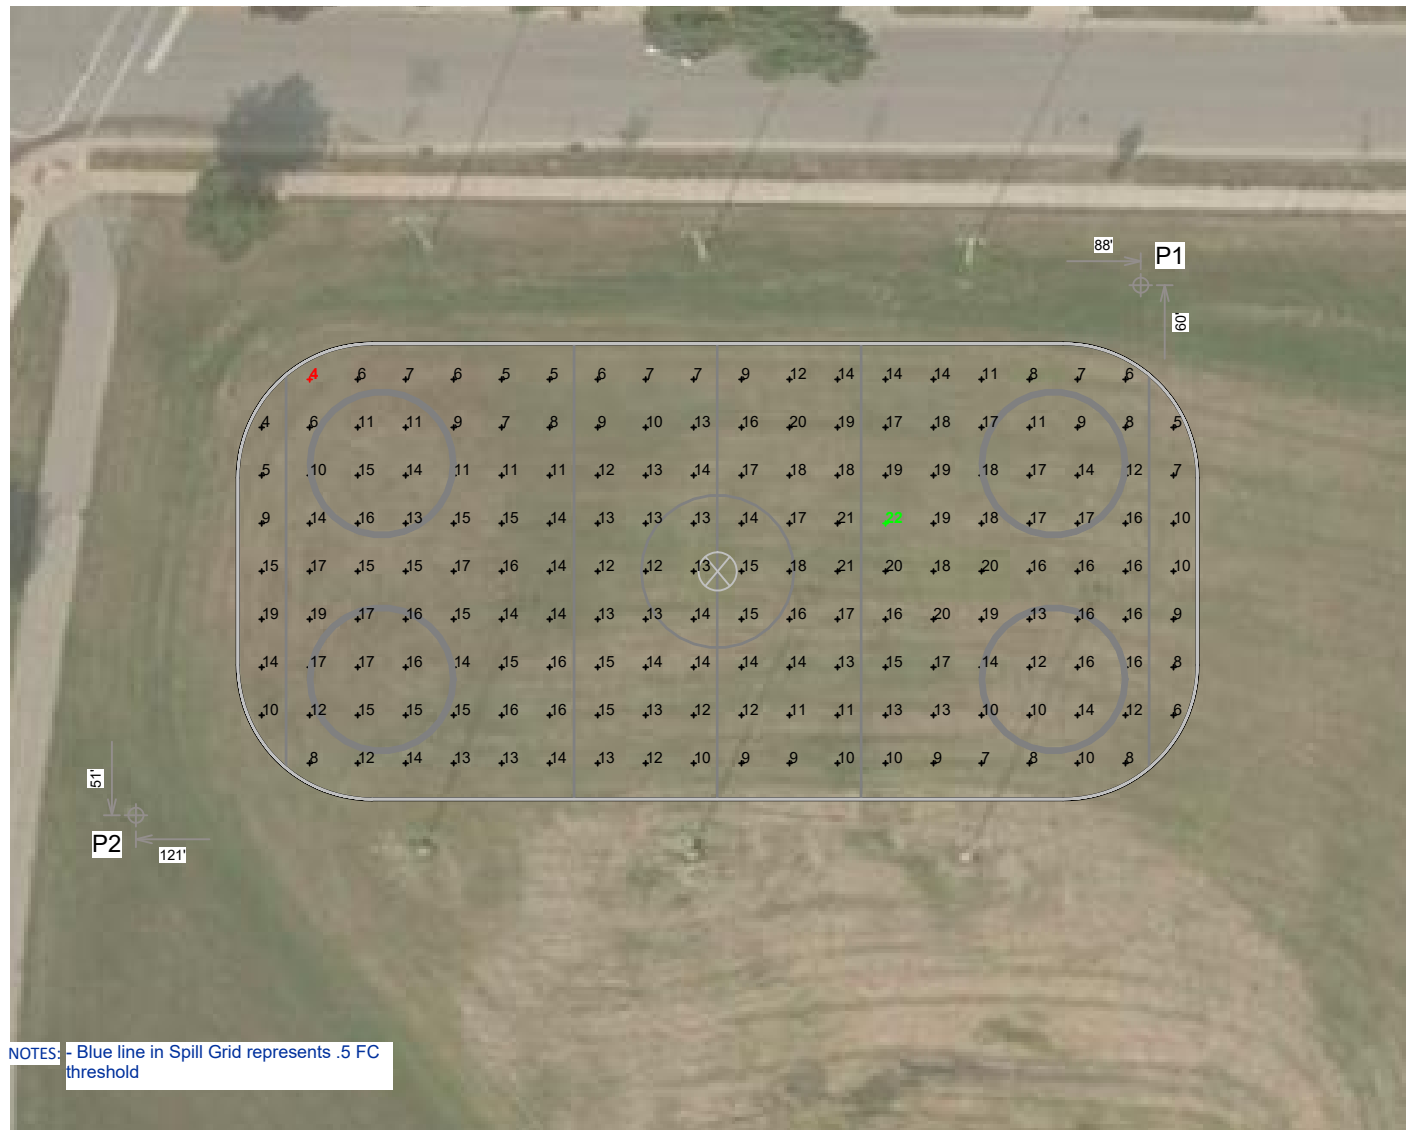 88' P1
60'
4 6 7 6 5 5 6 7 7 9 12 14 14 14 11 8 7 6
4 6 11 11 9 7 8 9 10 13 16 20 19 17 18 17 11 9 8 5
5 10 15 14 11 11 11 12 13 14 17 18 18 19 19 18 17 14 12 7
9 14 16 13 15 15 14 13 13 13 14 17 21 22 19 18 17 17 16 10
15 17 15 15 17 16 14 12 12 13 15 18 21 20 18 20 16 16 16 10
19 19 17 16 15 14 14 13 13 14 15 16 17 16 20 19 13 16 16 9
14 17 17 16 14 15 16 15 14 14 14 14 13 15 17 14 12 16 16 8
10 12 15 15 15 16 16 15 13 12 12 11 11 13 13 10 10 14 12 6
8 12 14 13 13 14 13 12 10 9 9 10 10 9 7 8 10 8
51'
P2
121'
NOTES: - Blue line in Spill Grid represents .5 FC
threshold